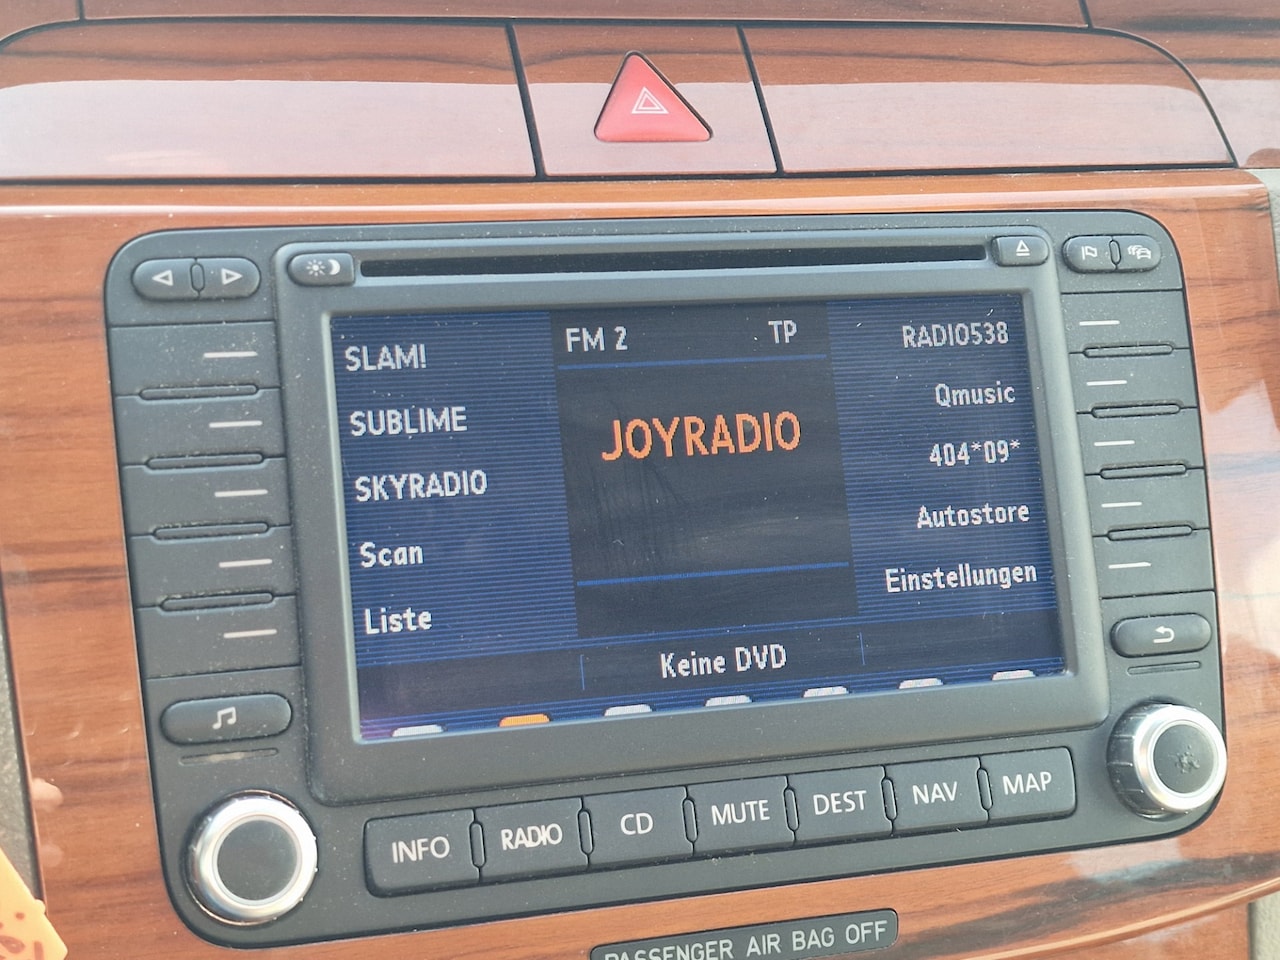 FM 2 TP
SLAM!
SUBLIME
SKYRADIO
Scan
Liste
JOYRADIO
RADIO538
Qmusic
404*09*
Autostore
Einstellungen
Keine DVD
INFO RADIO CD MUTE DEST NAV MAP
PASSENGER AIR BAG OFF